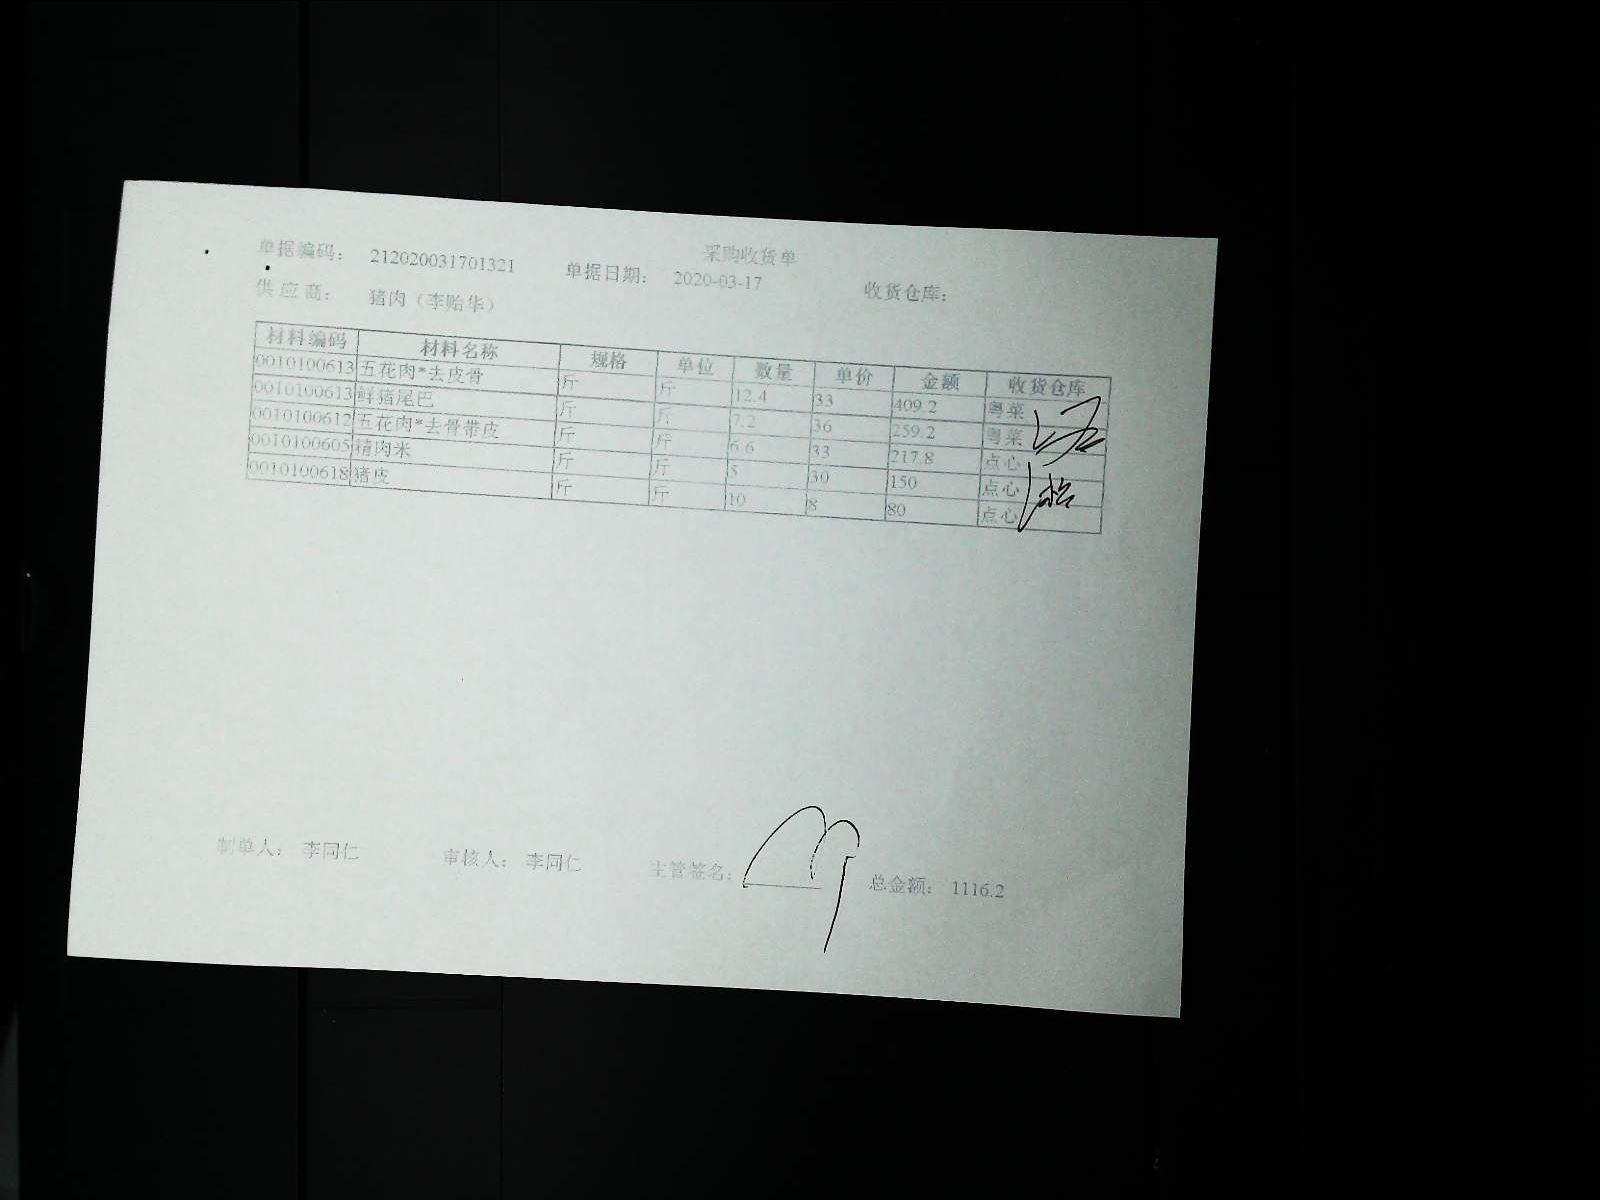 采购收货单
单据编码： 212020031701321 单据日期： 2020-03-17 收货仓库：
供应商： 猪肉（李贻华）
材料编码 材料名称 规格 单位 数量 单价 金额 收货仓库
0010100613 五花肉*去皮骨 斤 斤 12.4 33 409.2 粤菜
0010100613 鲜猪尾巴 斤 斤 7.2 36 259.2 粤菜
0010100612 五花肉*去骨带皮 斤 斤 6.6 33 217.8 点心
0010100605 精肉米 斤 斤 5 30 150 点心
0010100618 猪皮 斤 斤 10 8 80 点心
制单人： 李同仁 审核人： 李同仁 主管签名： 总金额： 1116.2